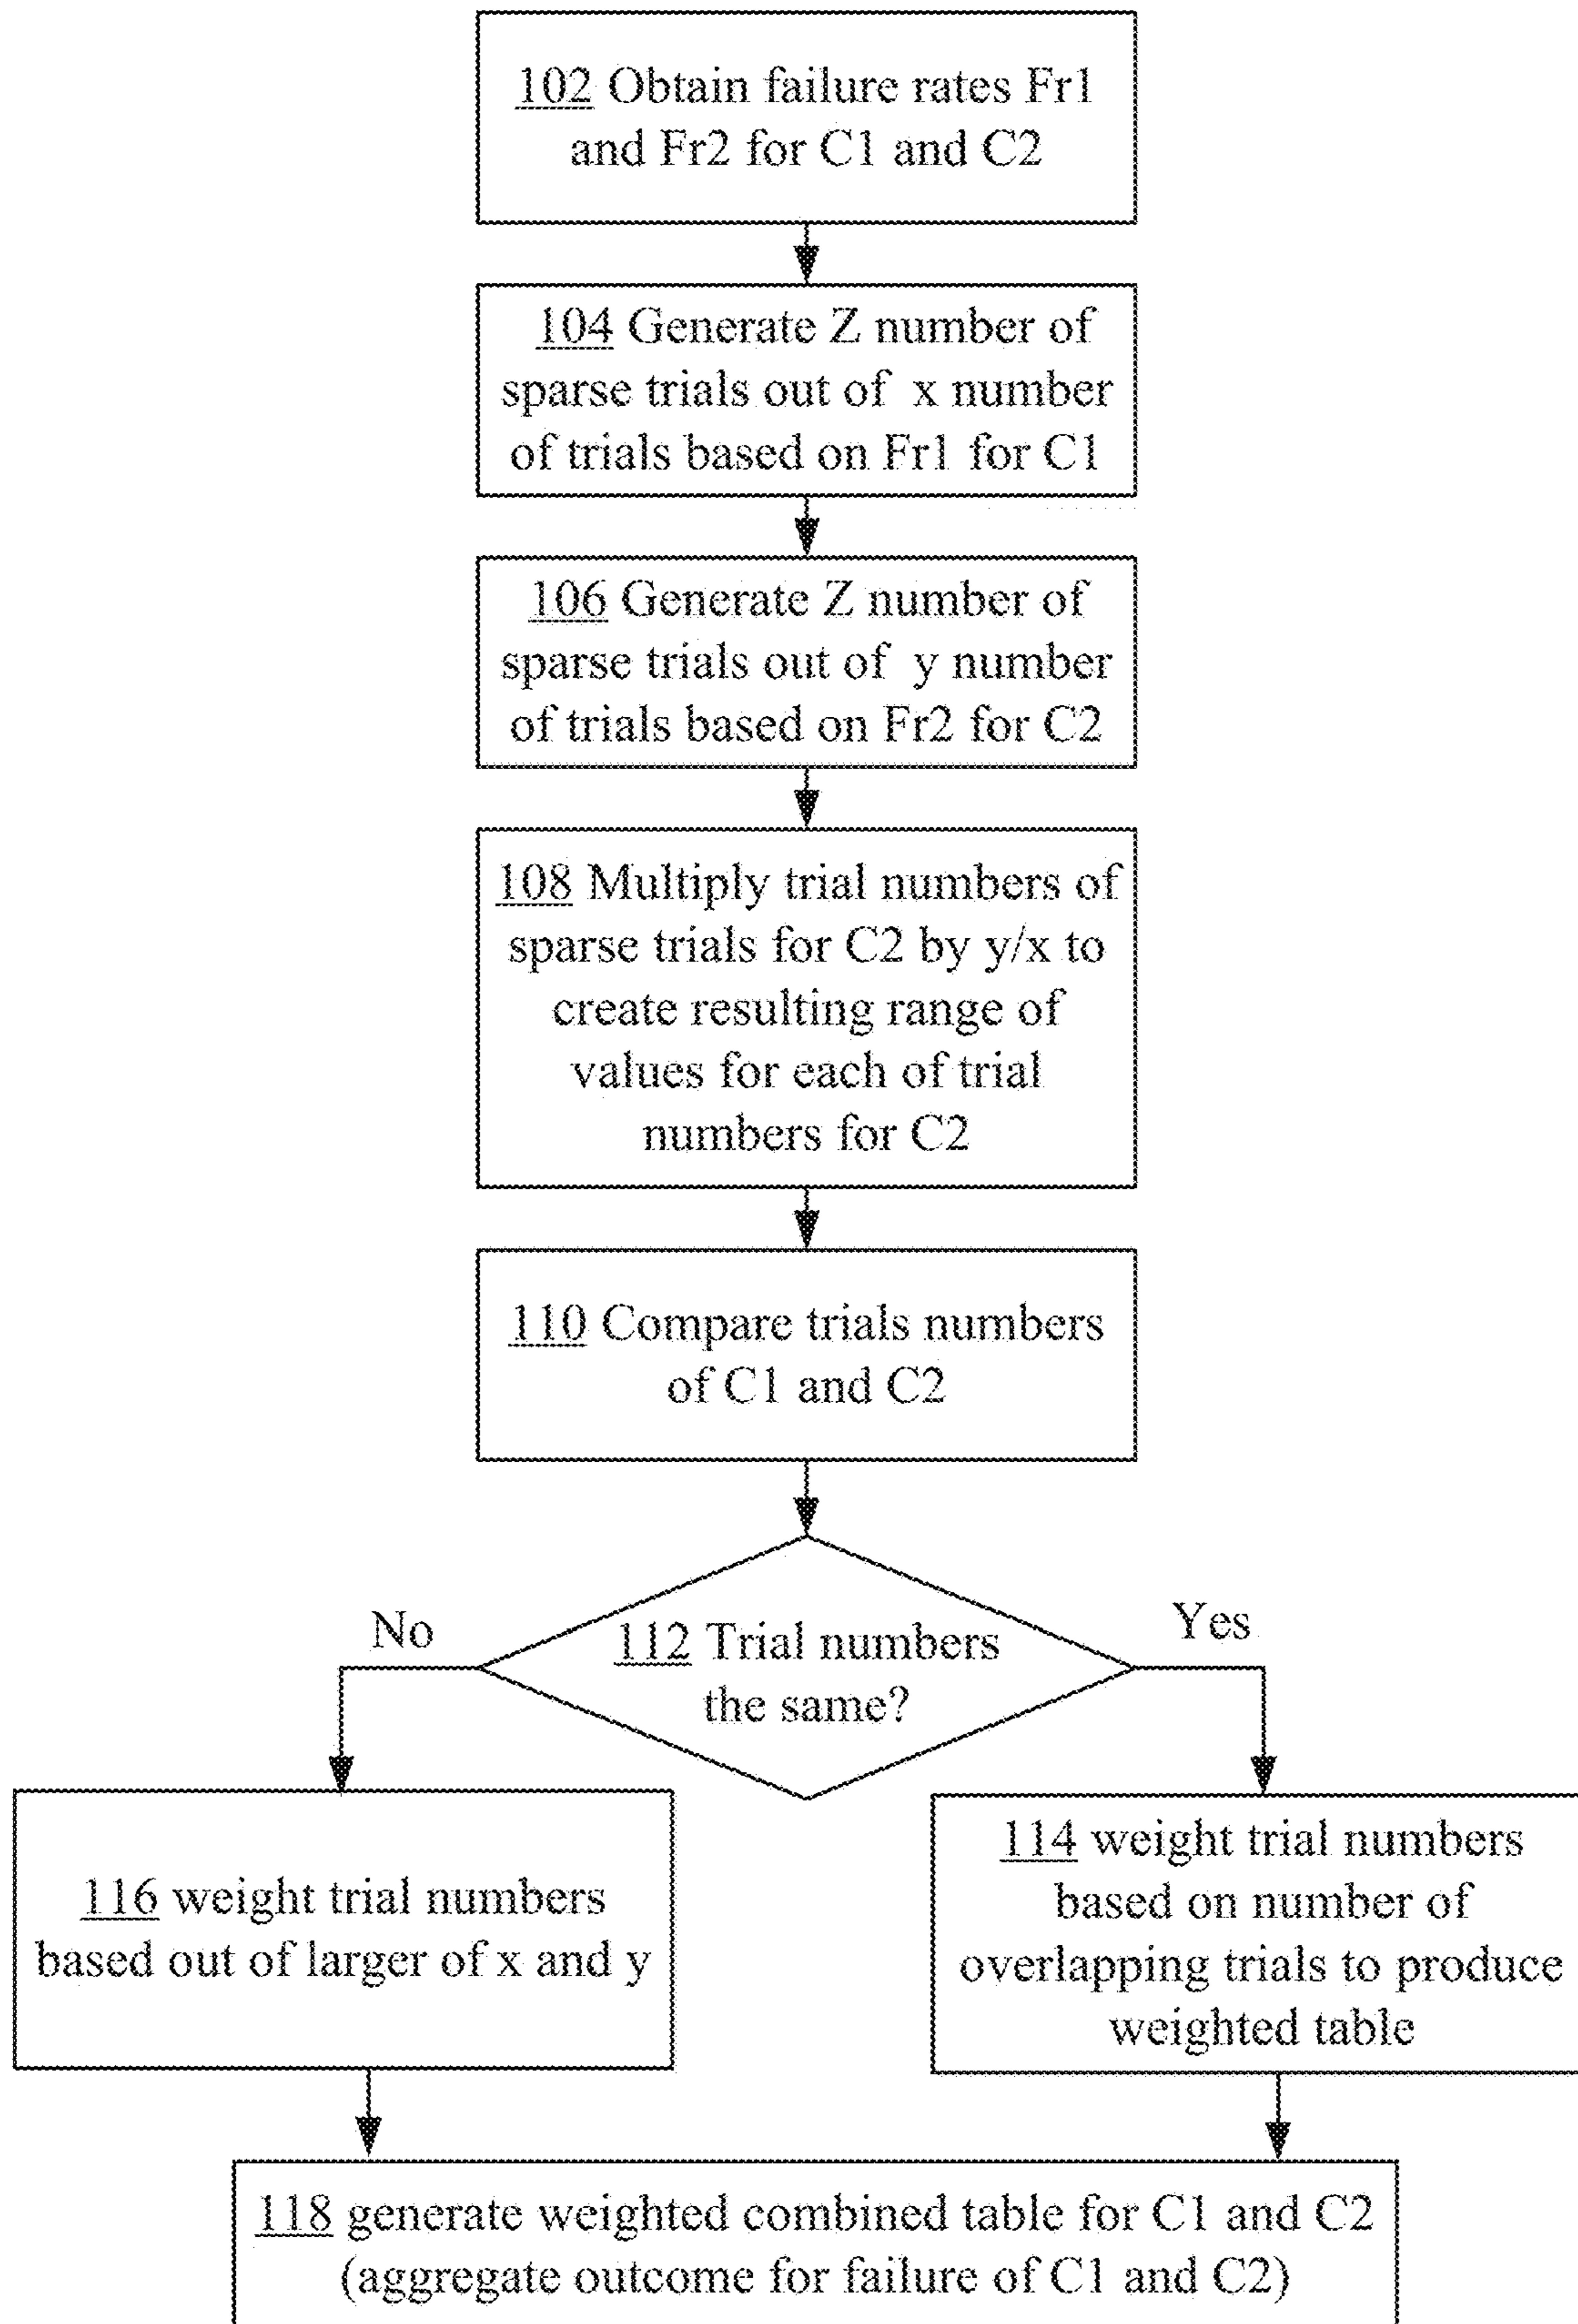 102 Obtain failure rates Fr1
and Fr2 for C1 and C2
104 Generate Z number of
sparse trials out of x number
of trials based on Fr1 for C1
106 Generate Z number of
sparse trials out of y number
of trials based on Fr2 for C2
108 Multiply trial numbers of
sparse trials for C2 by y/x to
create resulting range of
values for each of trial
numbers for C2
110 Compare trials numbers
of C1 and C2
112 Trial numbers
the same?
No
Yes
116 weight trial numbers
based out of larger of x and y
114 weight trial numbers
based on number of
overlapping trials to produce
weighted table
118 generate weighted combined table for C1 and C2
(aggregate outcome for failure of C1 and C2)